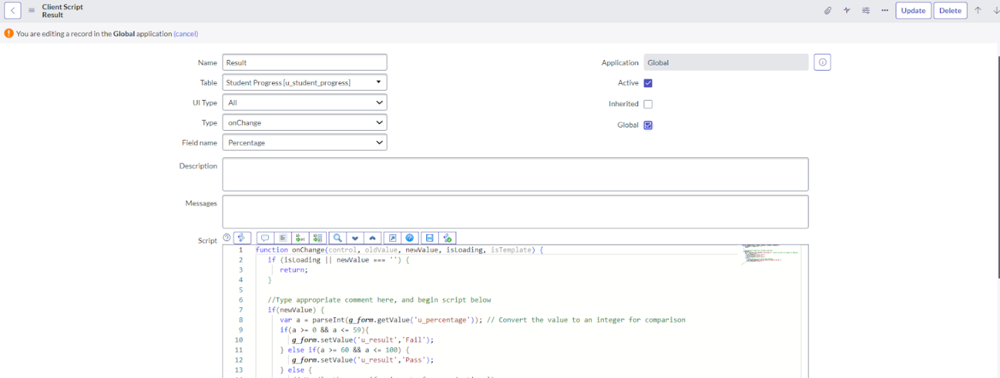 Client Script
Result
Update
Delete
You are editing a record in the Global application (cancel)
Name
Result
Application
Global
Table
Student Progress [u_student_progress]
Active
UI Type
All
Inherited
Type
onChange
Global
Field name
Percentage
Description
Messages
Script
1 function onChange(control, oldValue, newValue, isLoading, isTemplate) {
2 if (isLoading || newValue === '') {
3 return;
4 }
5
6 //Type appropriate comment here, and begin script below
7 if(newValue) {
8 var a = parseInt(g_form.getValue('u_percentage')); // Convert the value to an integer for comparison
9 if(a >= 0 && a <= 59){
10 g_form.setValue('u_result','Fail');
11 } else if(a >= 60 && a <= 100) {
12 g_form.setValue('u_result','Pass');
13 } else {